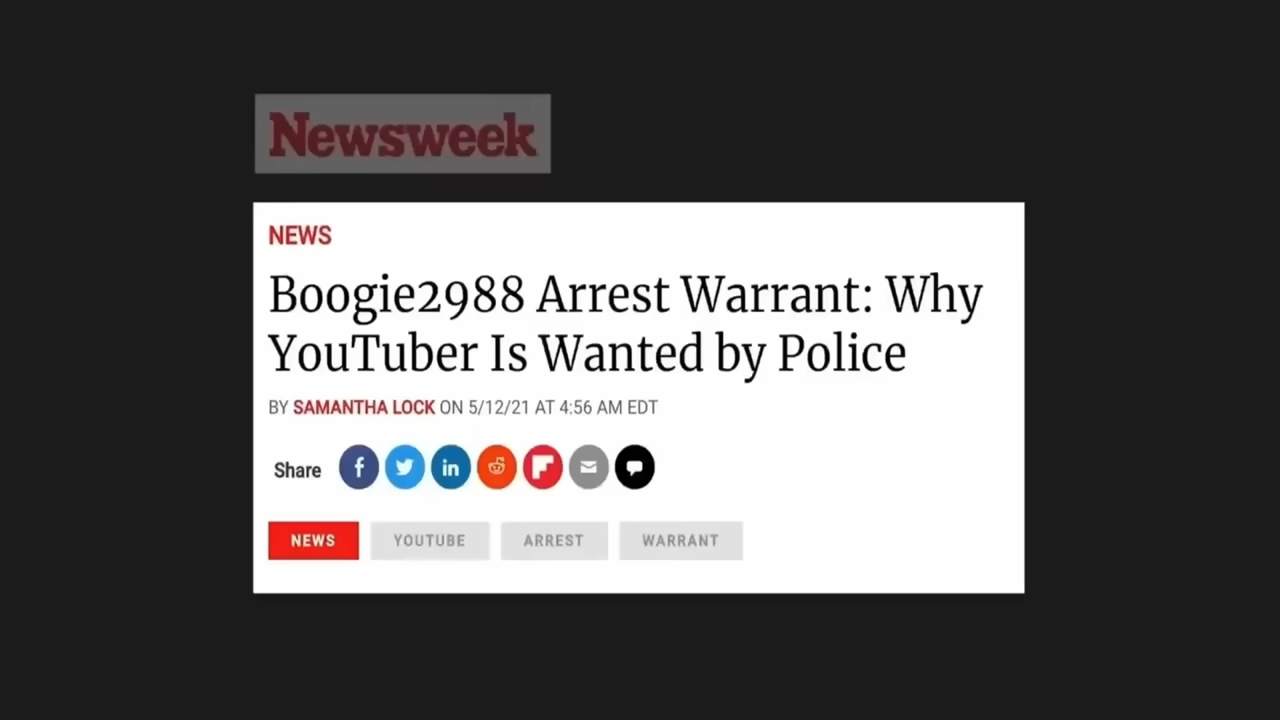 Newsweek
NEWS
Boogie2988 Arrest Warrant: Why
YouTuber Is Wanted by Police
BY SAMANTHA LOCK ON 5/12/21 AT 4:56 AM EDT
Share
NEWS YOUTUBE ARREST WARRANT